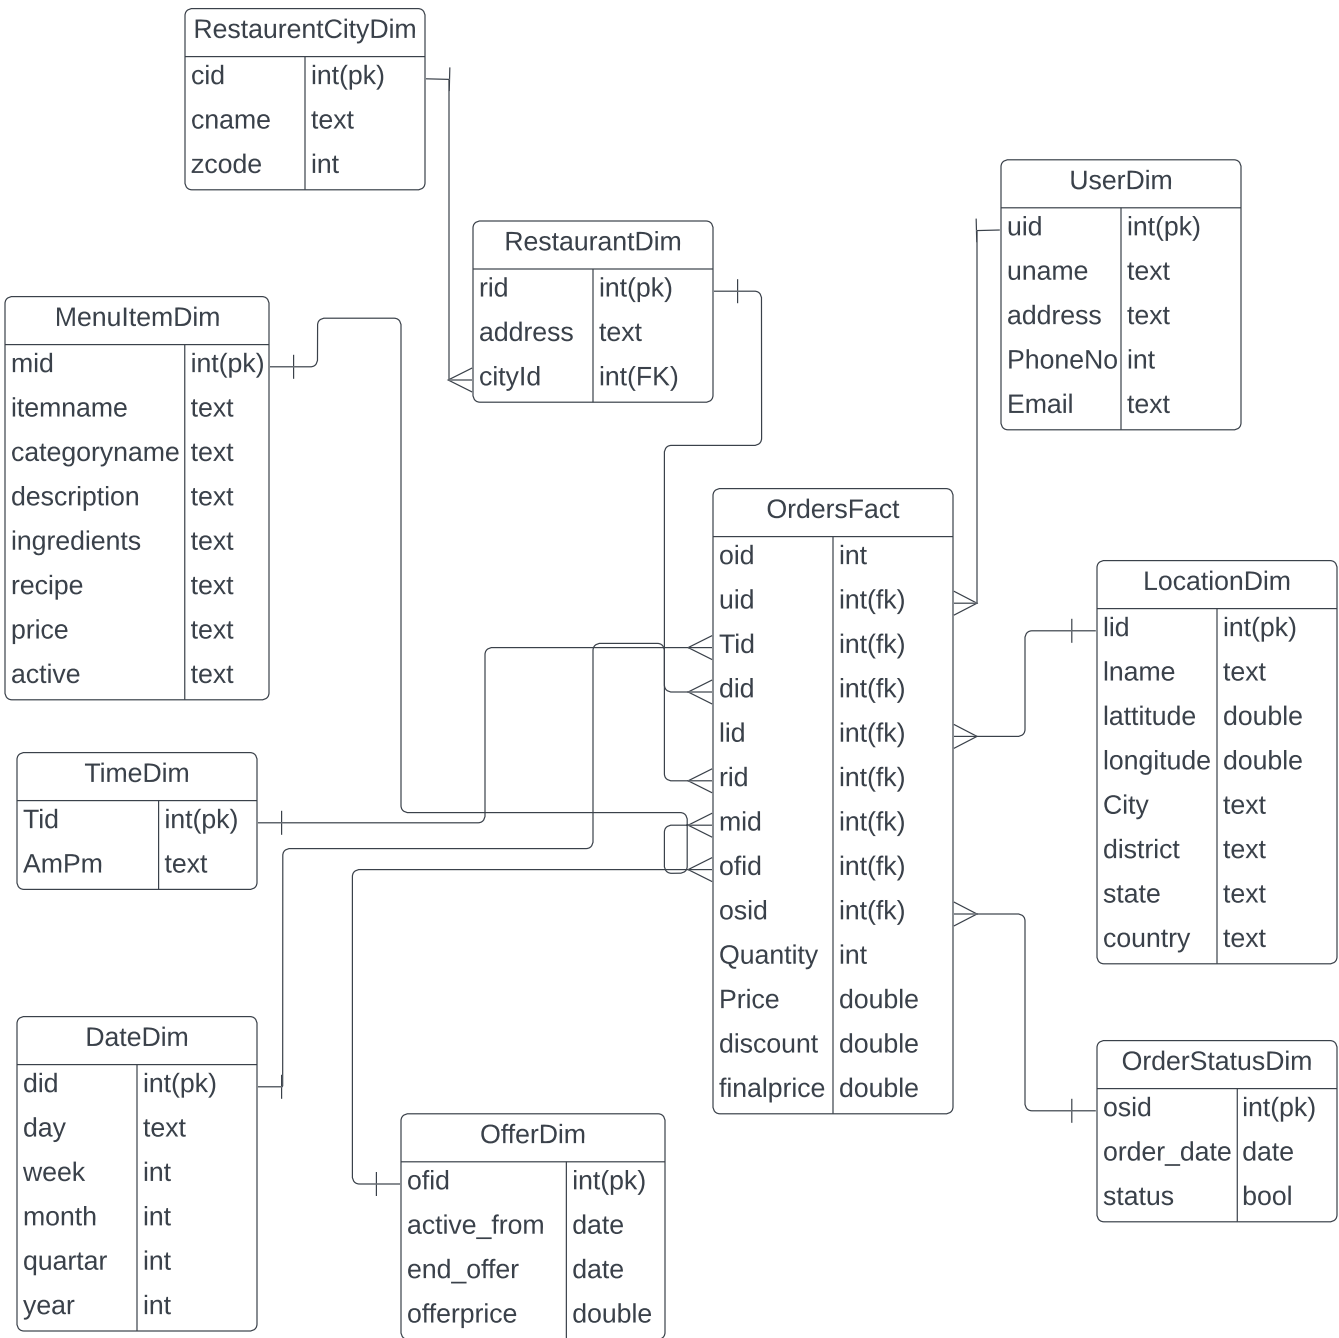 RestaurentCityDim
cid int(pk)
cname text
zcode int
UserDim
uid int(pk)
uname text
address text
PhoneNo int
Email text
RestaurantDim
rid int(pk)
address text
cityId int(FK)
MenuItemDim
mid int(pk)
itemname text
categoryname text
description text
ingredients text
recipe text
price text
active text
OrdersFact
oid int
uid int(fk)
Tid int(fk)
did int(fk)
lid int(fk)
rid int(fk)
mid int(fk)
ofid int(fk)
osid int(fk)
Quantity int
Price double
discount double
finalprice double
LocationDim
lid int(pk)
lname text
lattitude double
longitude double
City text
district text
state text
country text
TimeDim
Tid int(pk)
AmPm text
DateDim
did int(pk)
day text
week int
month int
quartar int
year int
OfferDim
ofid int(pk)
active_from date
end_offer date
offerprice double
OrderStatusDim
osid int(pk)
order_date date
status bool